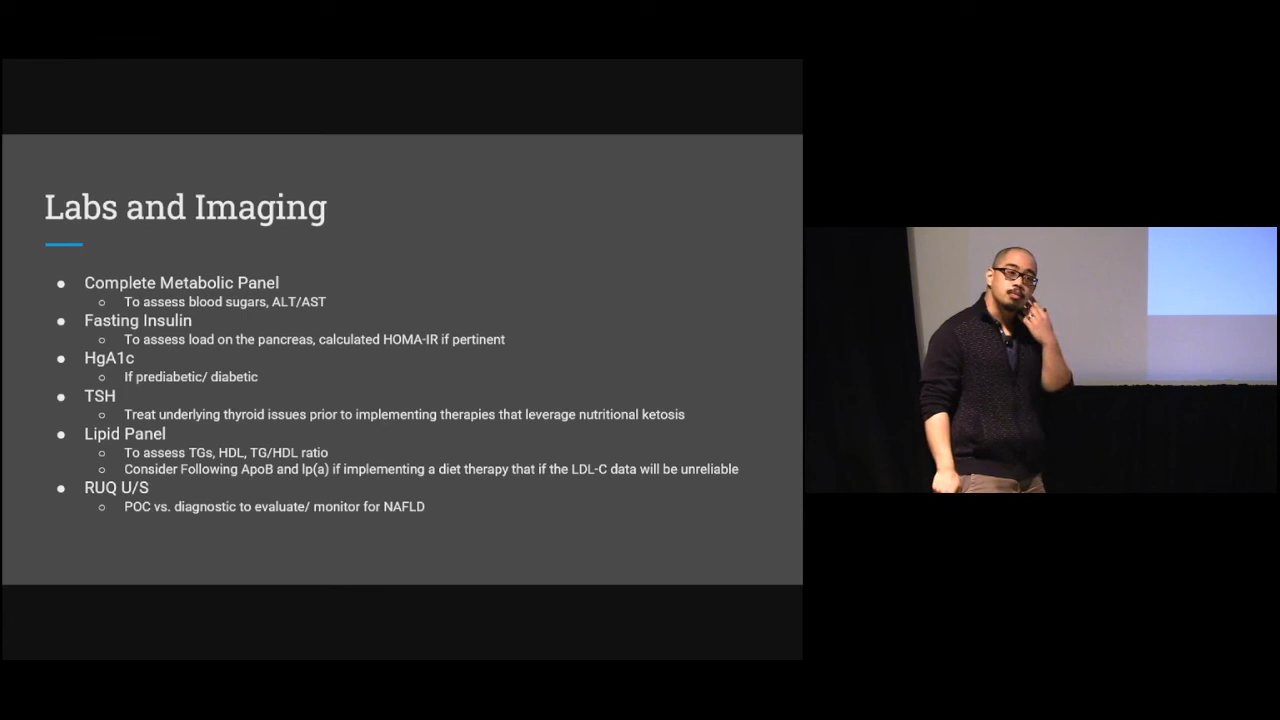 Labs and Imaging
● Complete Metabolic Panel
○ To assess blood sugars, ALT/AST
● Fasting Insulin
○ To assess load on the pancreas, calculated HOMA-IR if pertinent
● HgA1c
○ If prediabetic/ diabetic
● TSH
○ Treat underlying thyroid issues prior to implementing therapies that leverage nutritional ketosis
● Lipid Panel
○ To assess TGs, HDL, TG/HDL ratio
○ Consider Following ApoB and lp(a) if implementing a diet therapy that if the LDL-C data will be unreliable
● RUQ U/S
○ POC vs. diagnostic to evaluate/ monitor for NAFLD